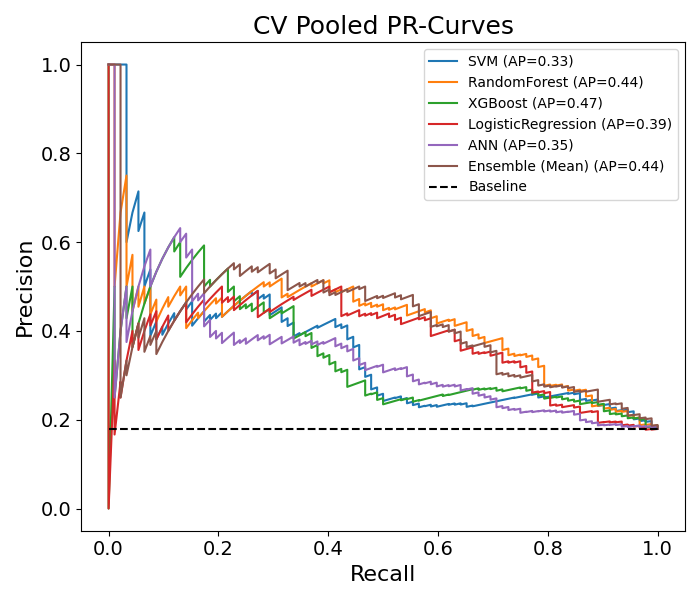 CV Pooled PR-Curves
SVM (AP=0.33)
RandomForest (AP=0.44)
XGBoost (AP=0.47)
LogisticRegression (AP=0.39)
ANN (AP=0.35)
Ensemble (Mean) (AP=0.44)
Baseline
Precision
1.0
0.8
0.6
0.4
0.2
0.0
0.0 0.2 0.4 0.6 0.8 1.0
Recall